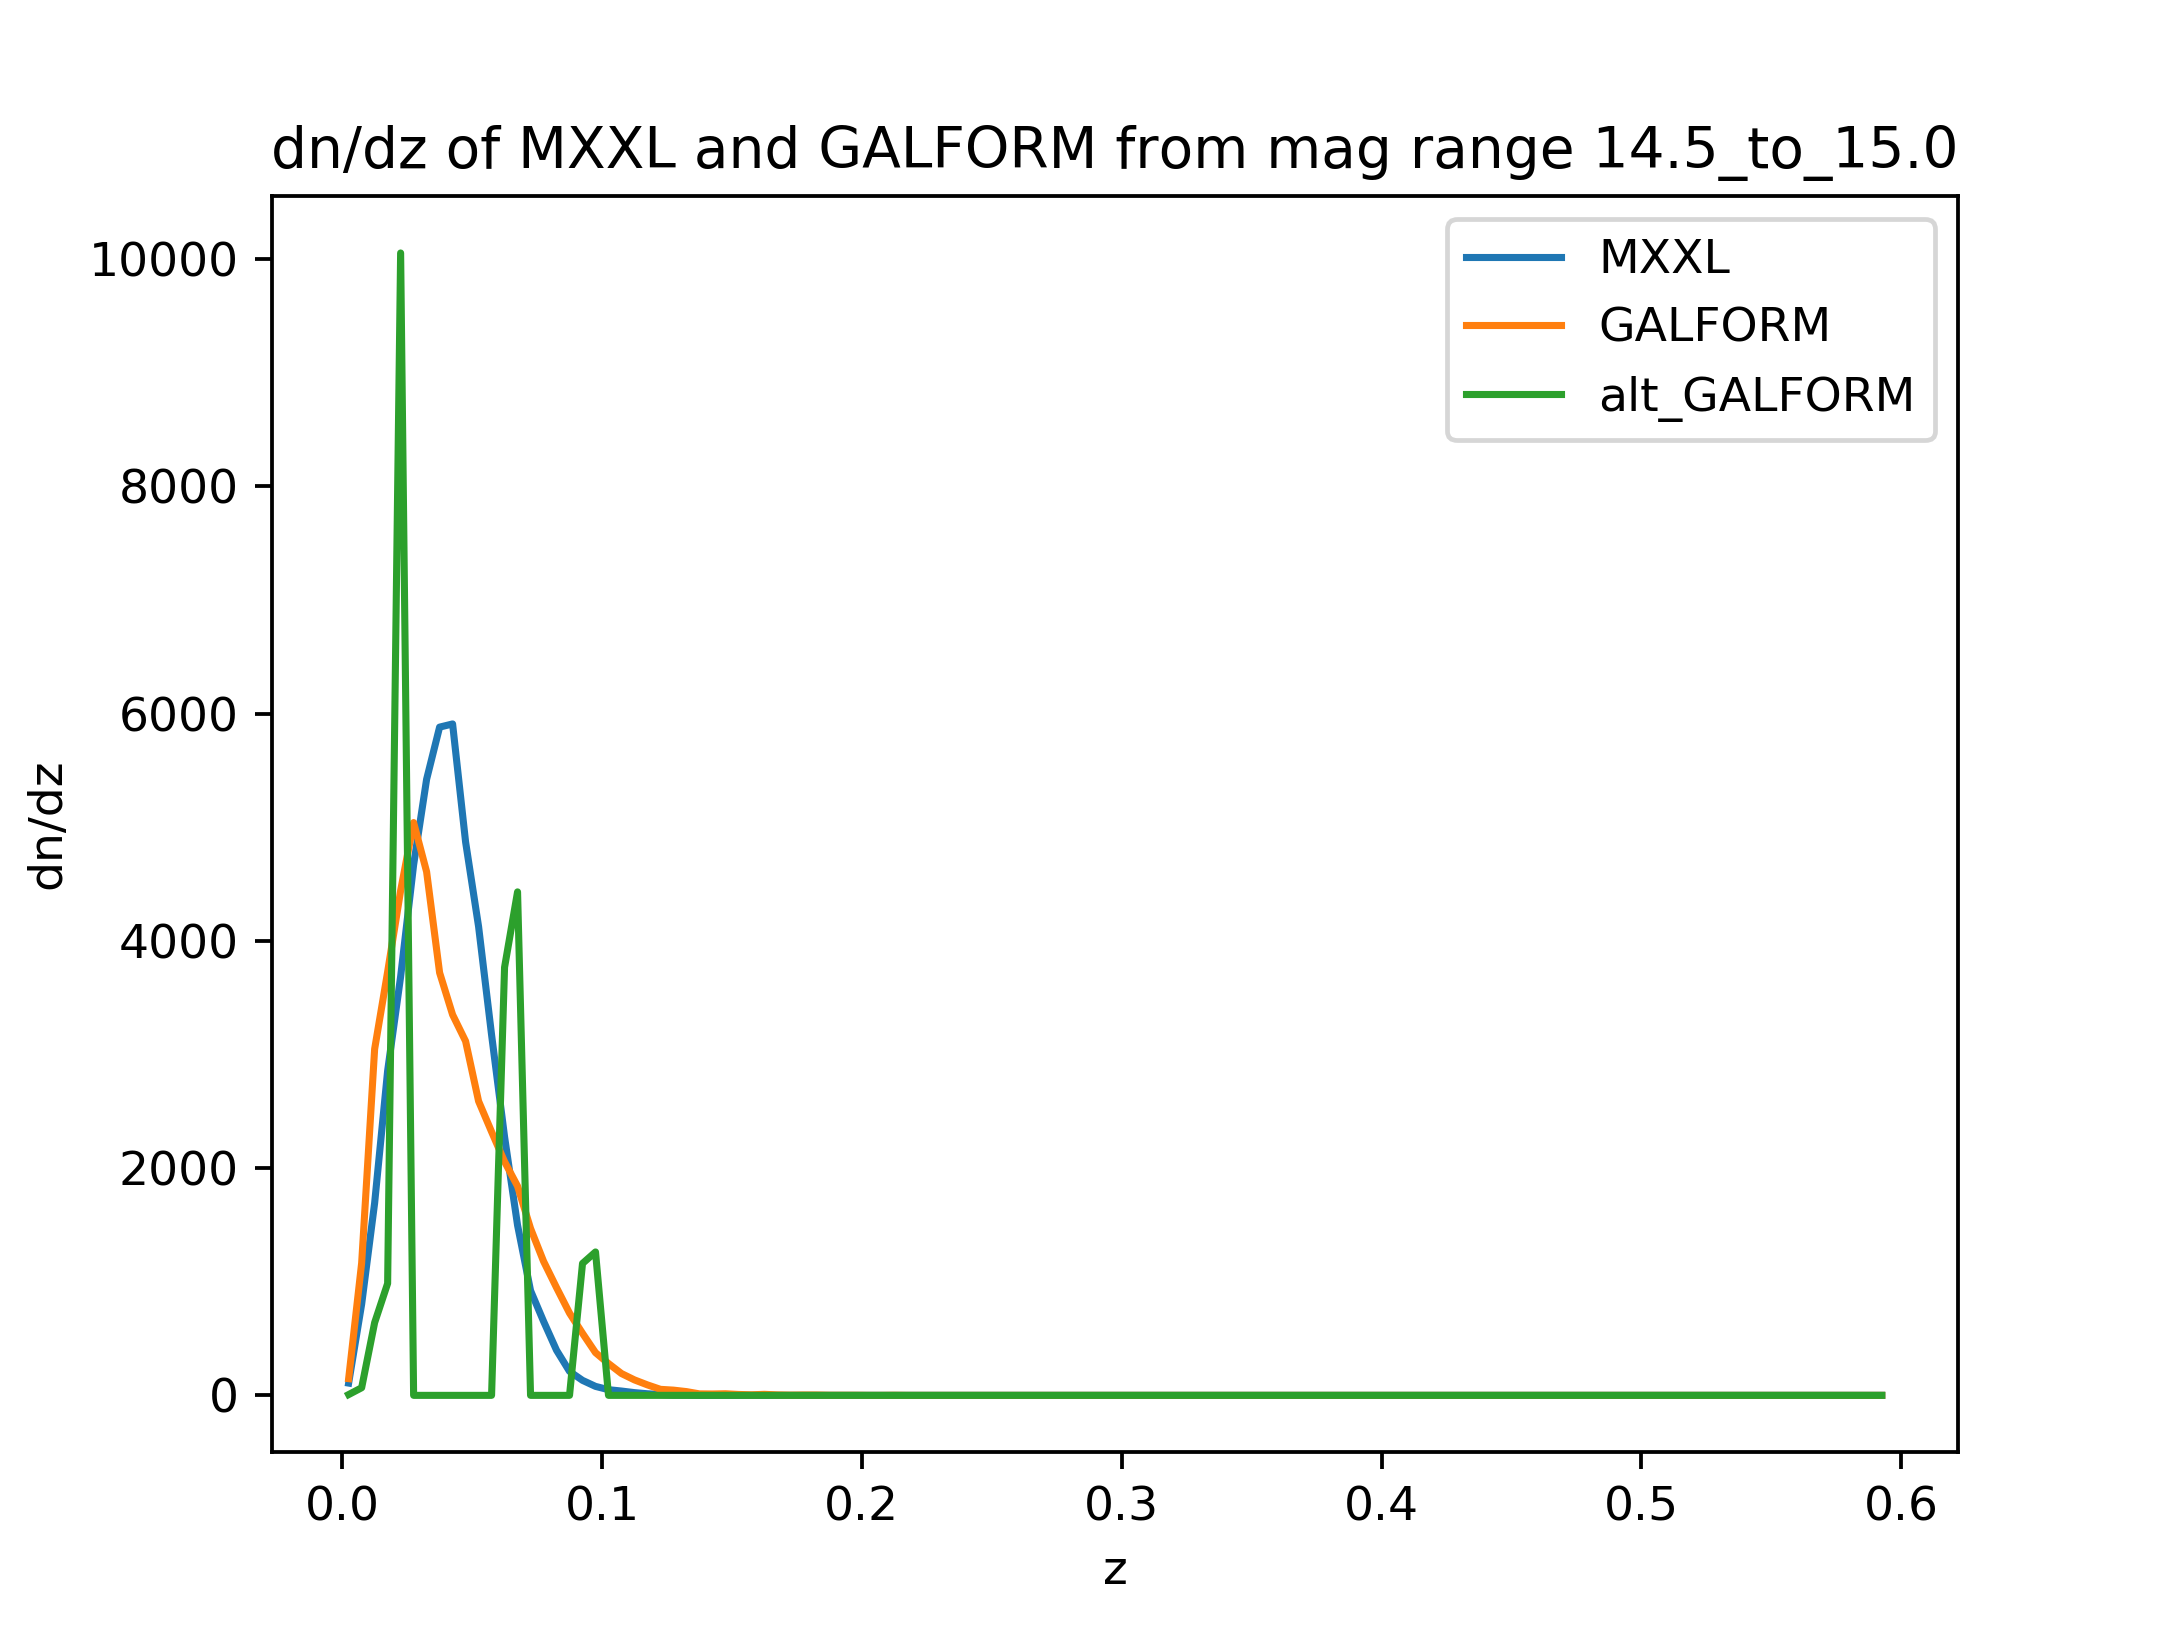 dn/dz of MXXL and GALFORM from mag range 14.5_to_15.0
MXXL
GALFORM
alt_GALFORM
10000
8000
6000
4000
2000
0
dn/dz
0.0 0.1 0.2 0.3 0.4 0.5 0.6
z